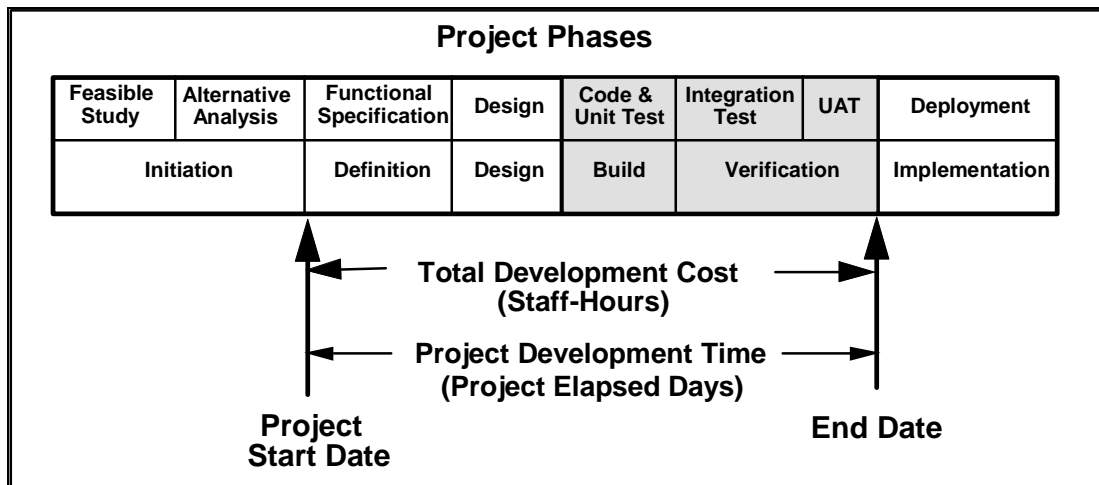 Project Phases
Feasible
Study
Alternative
Analysis
Functional
Specification
Design
Code &
Unit Test
Integration
Test
UAT
Deployment
Initiation
Definition
Design
Build
Verification
Implementation
Total Development Cost
(Staff-Hours)
Project Development Time
(Project Elapsed Days)
Project
Start Date
End Date